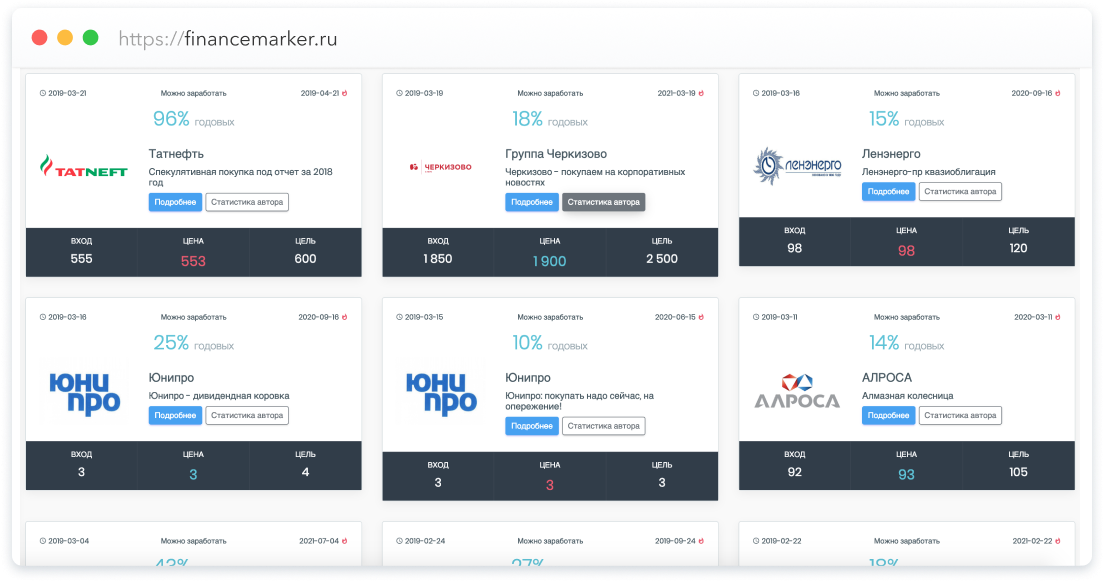 https://financemarker.ru
2019-03-21 Можно заработать 2019-04-21
96% годовых
TATNEFT
Татнефть
Спекулятивная покупка под отчет за 2018
год
Подробнее Статистика автора
ВХОД ЦЕНА ЦЕЛЬ
555 553 600
2019-03-19 Можно заработать 2021-03-19
18% годовых
ЧЕРКИЗОВО
Группа Черкизово
Черкизово - покупаем на корпоративных
новостях
Подробнее Статистика автора
ВХОД ЦЕНА ЦЕЛЬ
1 850 1 900 2 500
2019-03-16 Можно заработать 2020-09-16
15% годовых
ЛЕНЭНЕРГО
Ленэнерго
Ленэнерго-пр квазиоблигация
Подробнее Статистика автора
ВХОД ЦЕНА ЦЕЛЬ
98 98 120
2019-03-16 Можно заработать 2020-09-16
25% годовых
ЮНИ
ПРО
Юнипро
Юнипро - дивидендная коровка
Подробнее Статистика автора
ВХОД ЦЕНА ЦЕЛЬ
3 3 4
2019-03-15 Можно заработать 2020-06-15
10% годовых
ЮНИ
ПРО
Юнипро
Юнипро: покупать надо сейчас, на
опережение!
Подробнее Статистика автора
ВХОД ЦЕНА ЦЕЛЬ
3 3 3
2019-03-11 Можно заработать 2020-03-11
14% годовых
АЛРОСА
АЛРОСА
Алмазная колесница
Подробнее Статистика автора
ВХОД ЦЕНА ЦЕЛЬ
92 93 105
2019-03-04 Можно заработать 2021-07-04
43%
2019-02-24 Можно заработать 2019-09-24
27%
2019-02-22 Можно заработать 2021-02-22
18%